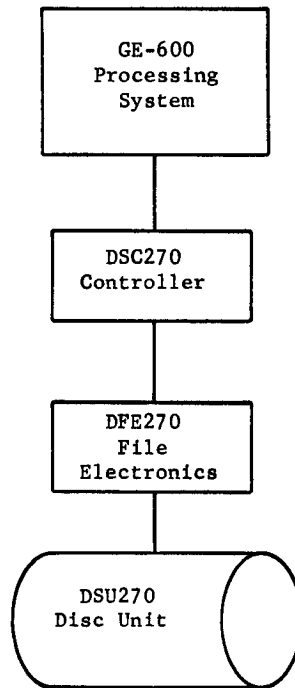 GE-600
Processing
System
DSC270
Controller
DFE270
File
Electronics
DSU270
Disc Unit